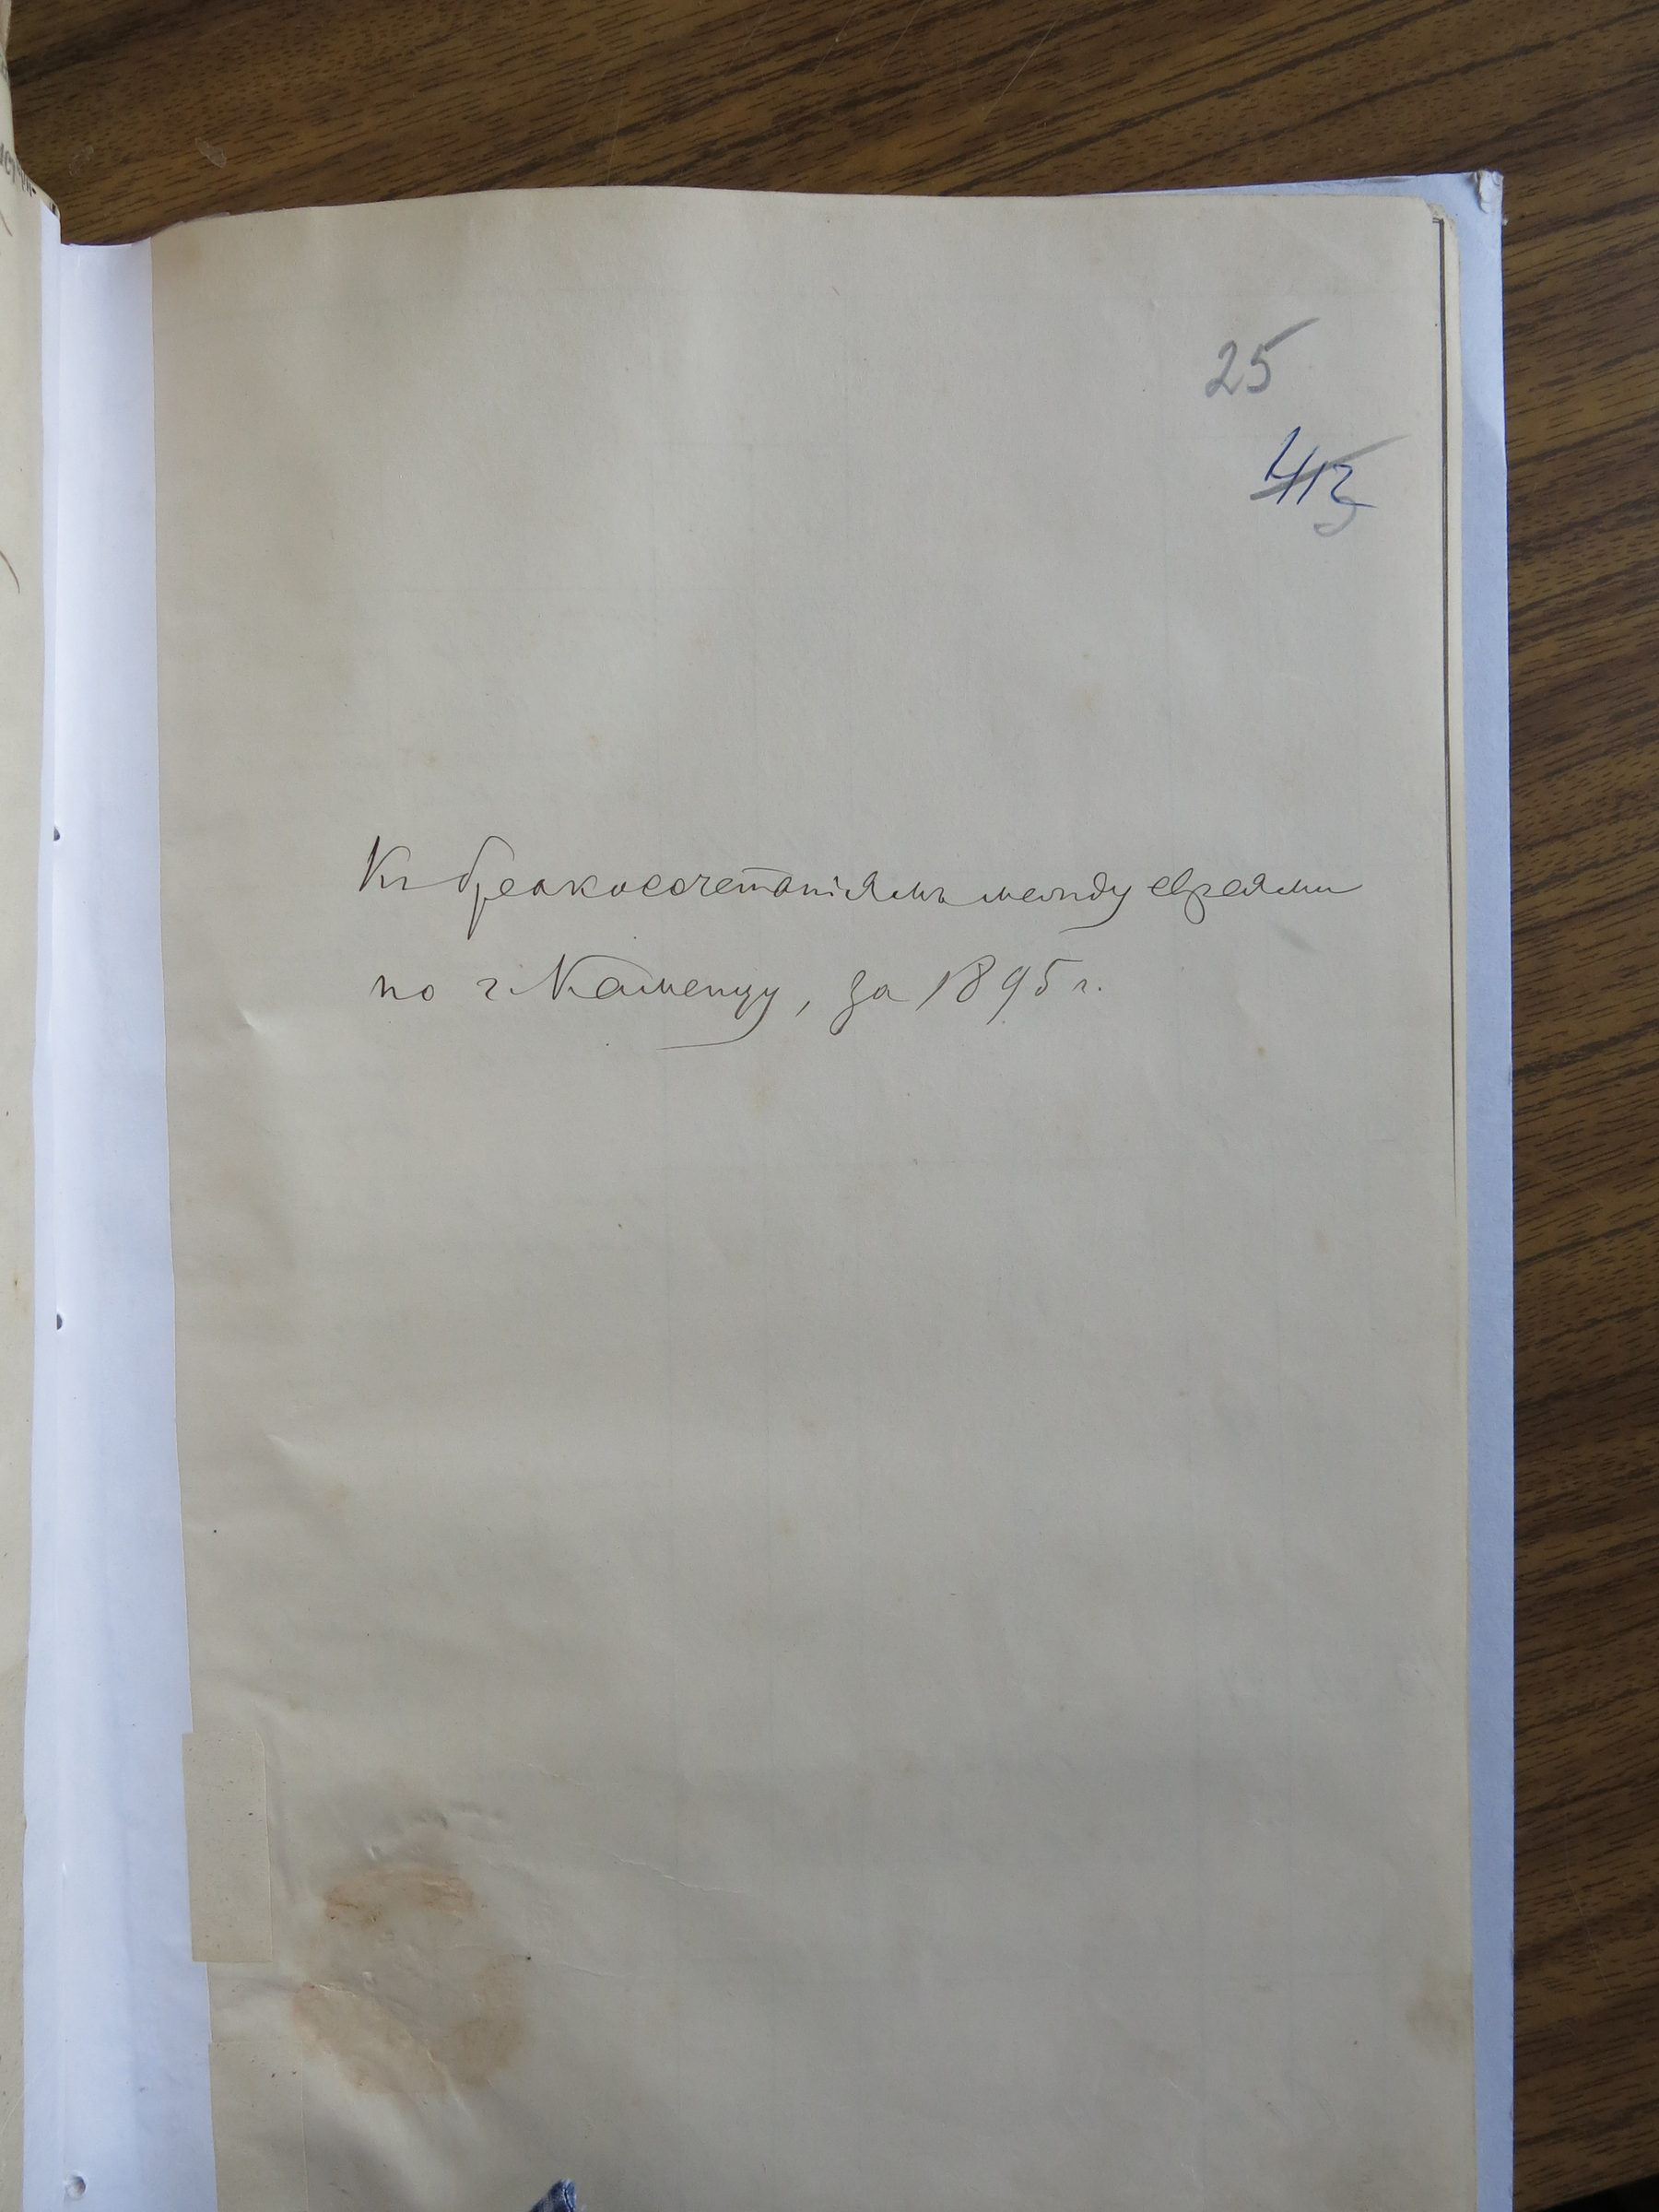 25
413
Къ бракосочетаніямъ между евреями
по г. Каменцу, за 1895 г.